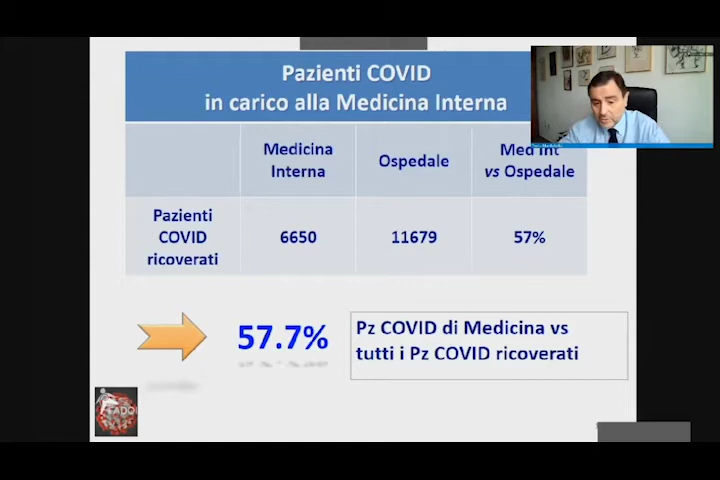 Pazienti COVID
in carico alla Medicina Interna
Medicina
Interna
Ospedale
Med Int
vs Ospedale
Pazienti
COVID
ricoverati
6650
11679
57%
57.7%
Pz COVID di Medicina vs
tutti i Pz COVID ricoverati
FADOI